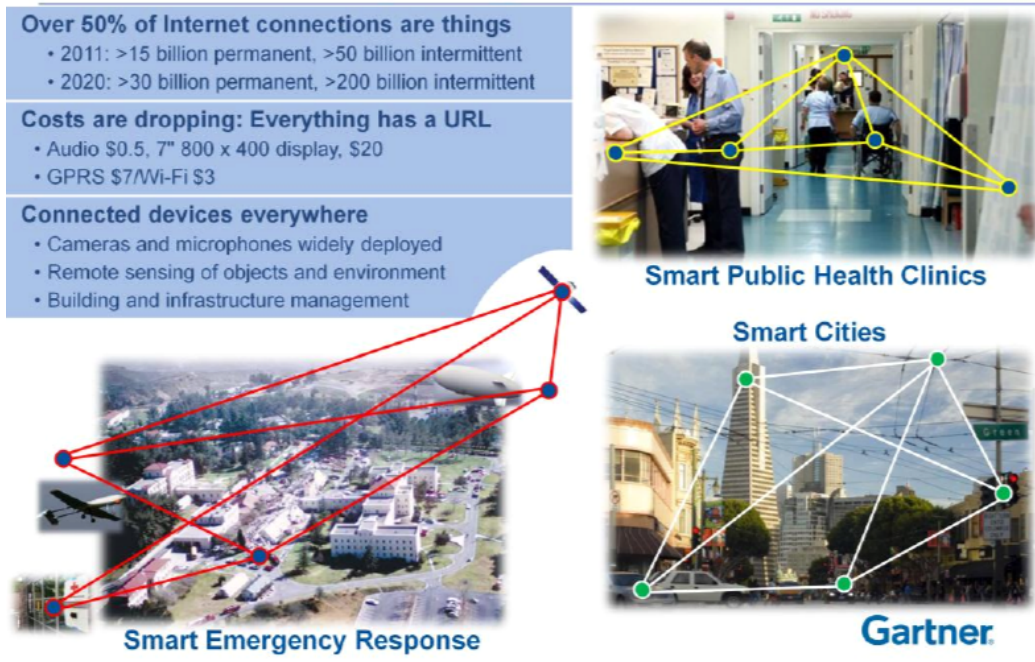 Over 50% of Internet connections are things
• 2011: >15 billion permanent, >50 billion intermittent
• 2020: >30 billion permanent, >200 billion intermittent
Costs are dropping: Everything has a URL
• Audio $0.5, 7" 800 x 400 display, $20
• GPRS $7/Wi-Fi $3
Connected devices everywhere
• Cameras and microphones widely deployed
• Remote sensing of objects and environment
• Building and infrastructure management
Smart Public Health Clinics
Smart Cities
Green
Smart Emergency Response
Gartner